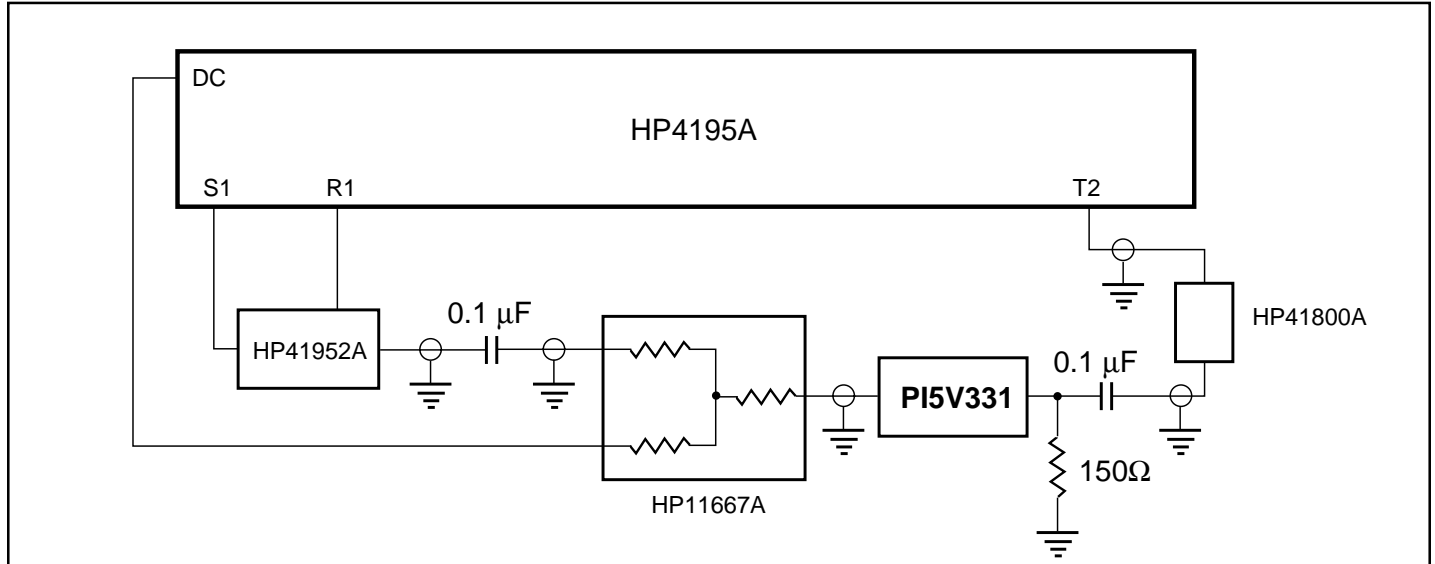 DC
HP4195A
S1
R1
T2
0.1 μF
HP41800A
HP41952A
0.1 μF
PI5V331
150Ω
HP11667A